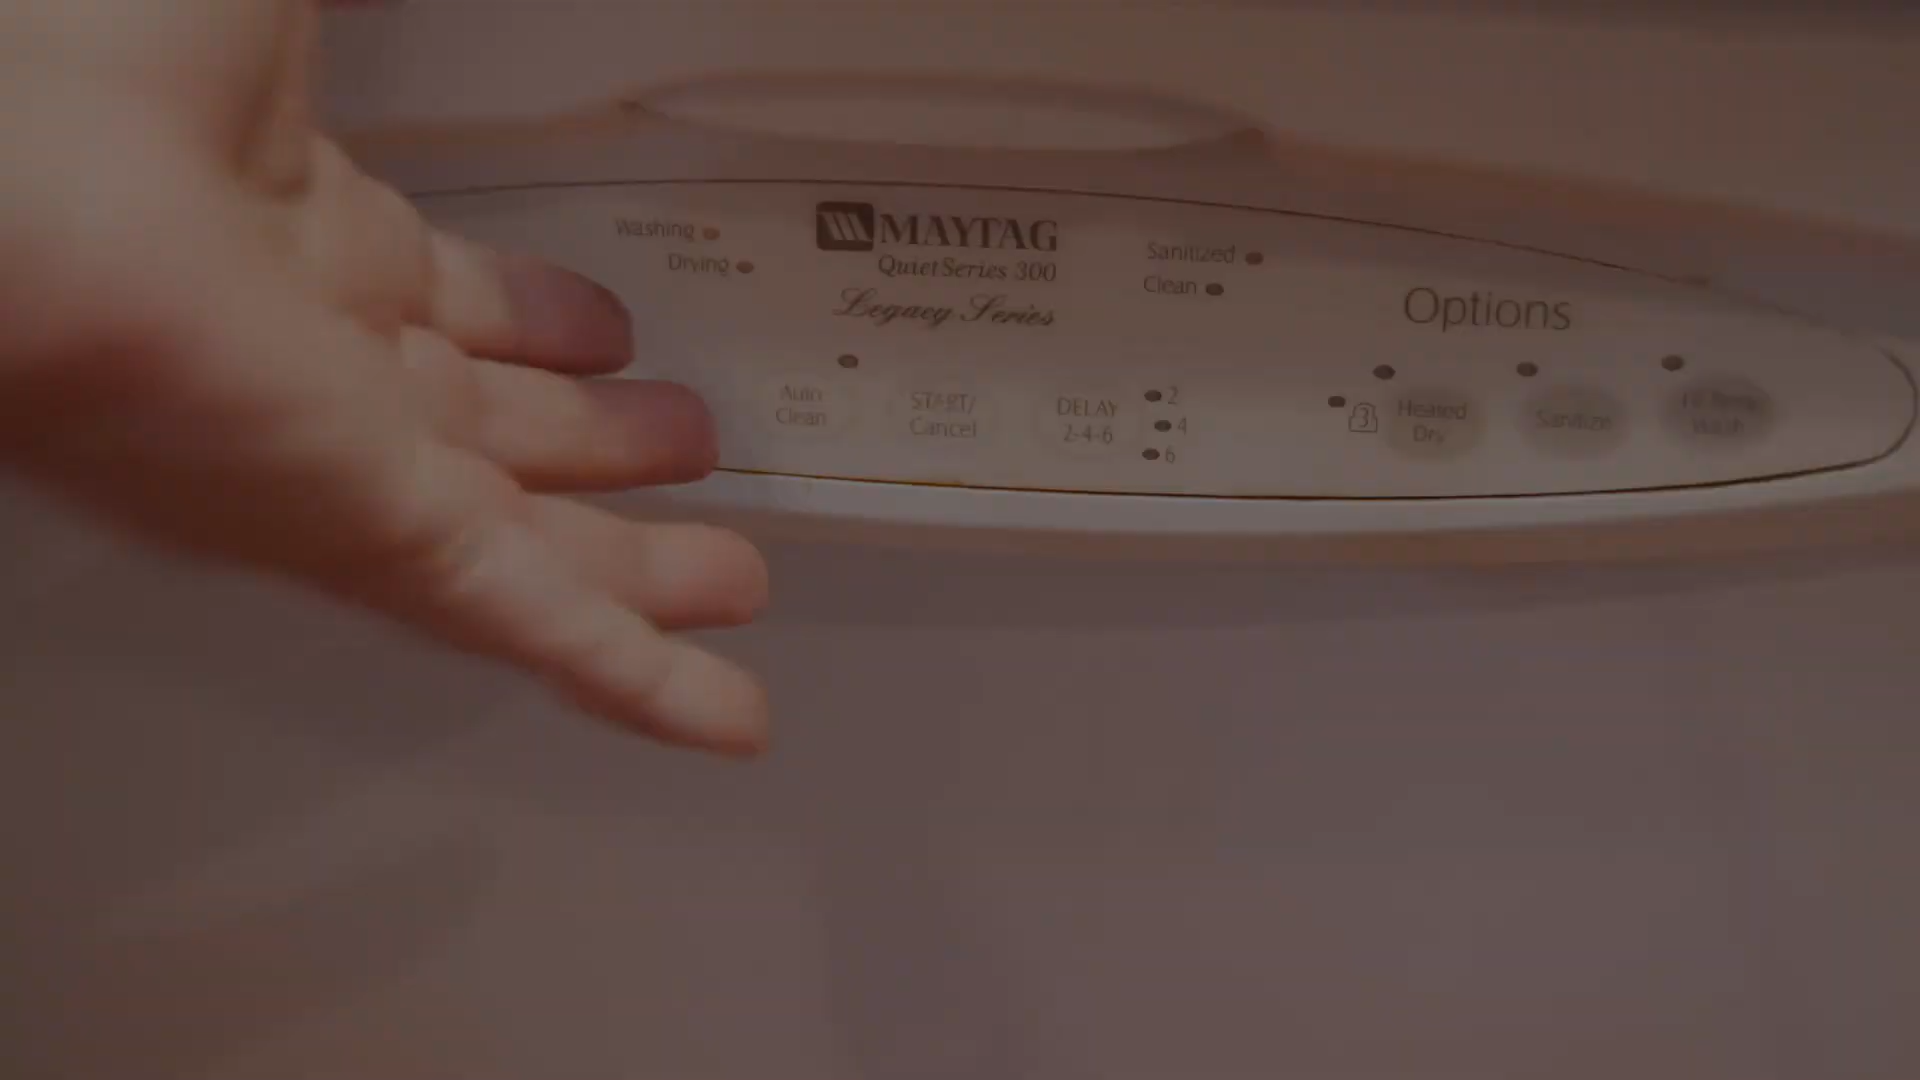 Washing
Drying
MAYTAG
QuietSeries 300
Legacy Series
Sanitized
Clean
Options
Auto
Clean
START/
Cancel
DELAY
2-4-6
2
4
6
3
Heated
Dry
Sanitize
Wash